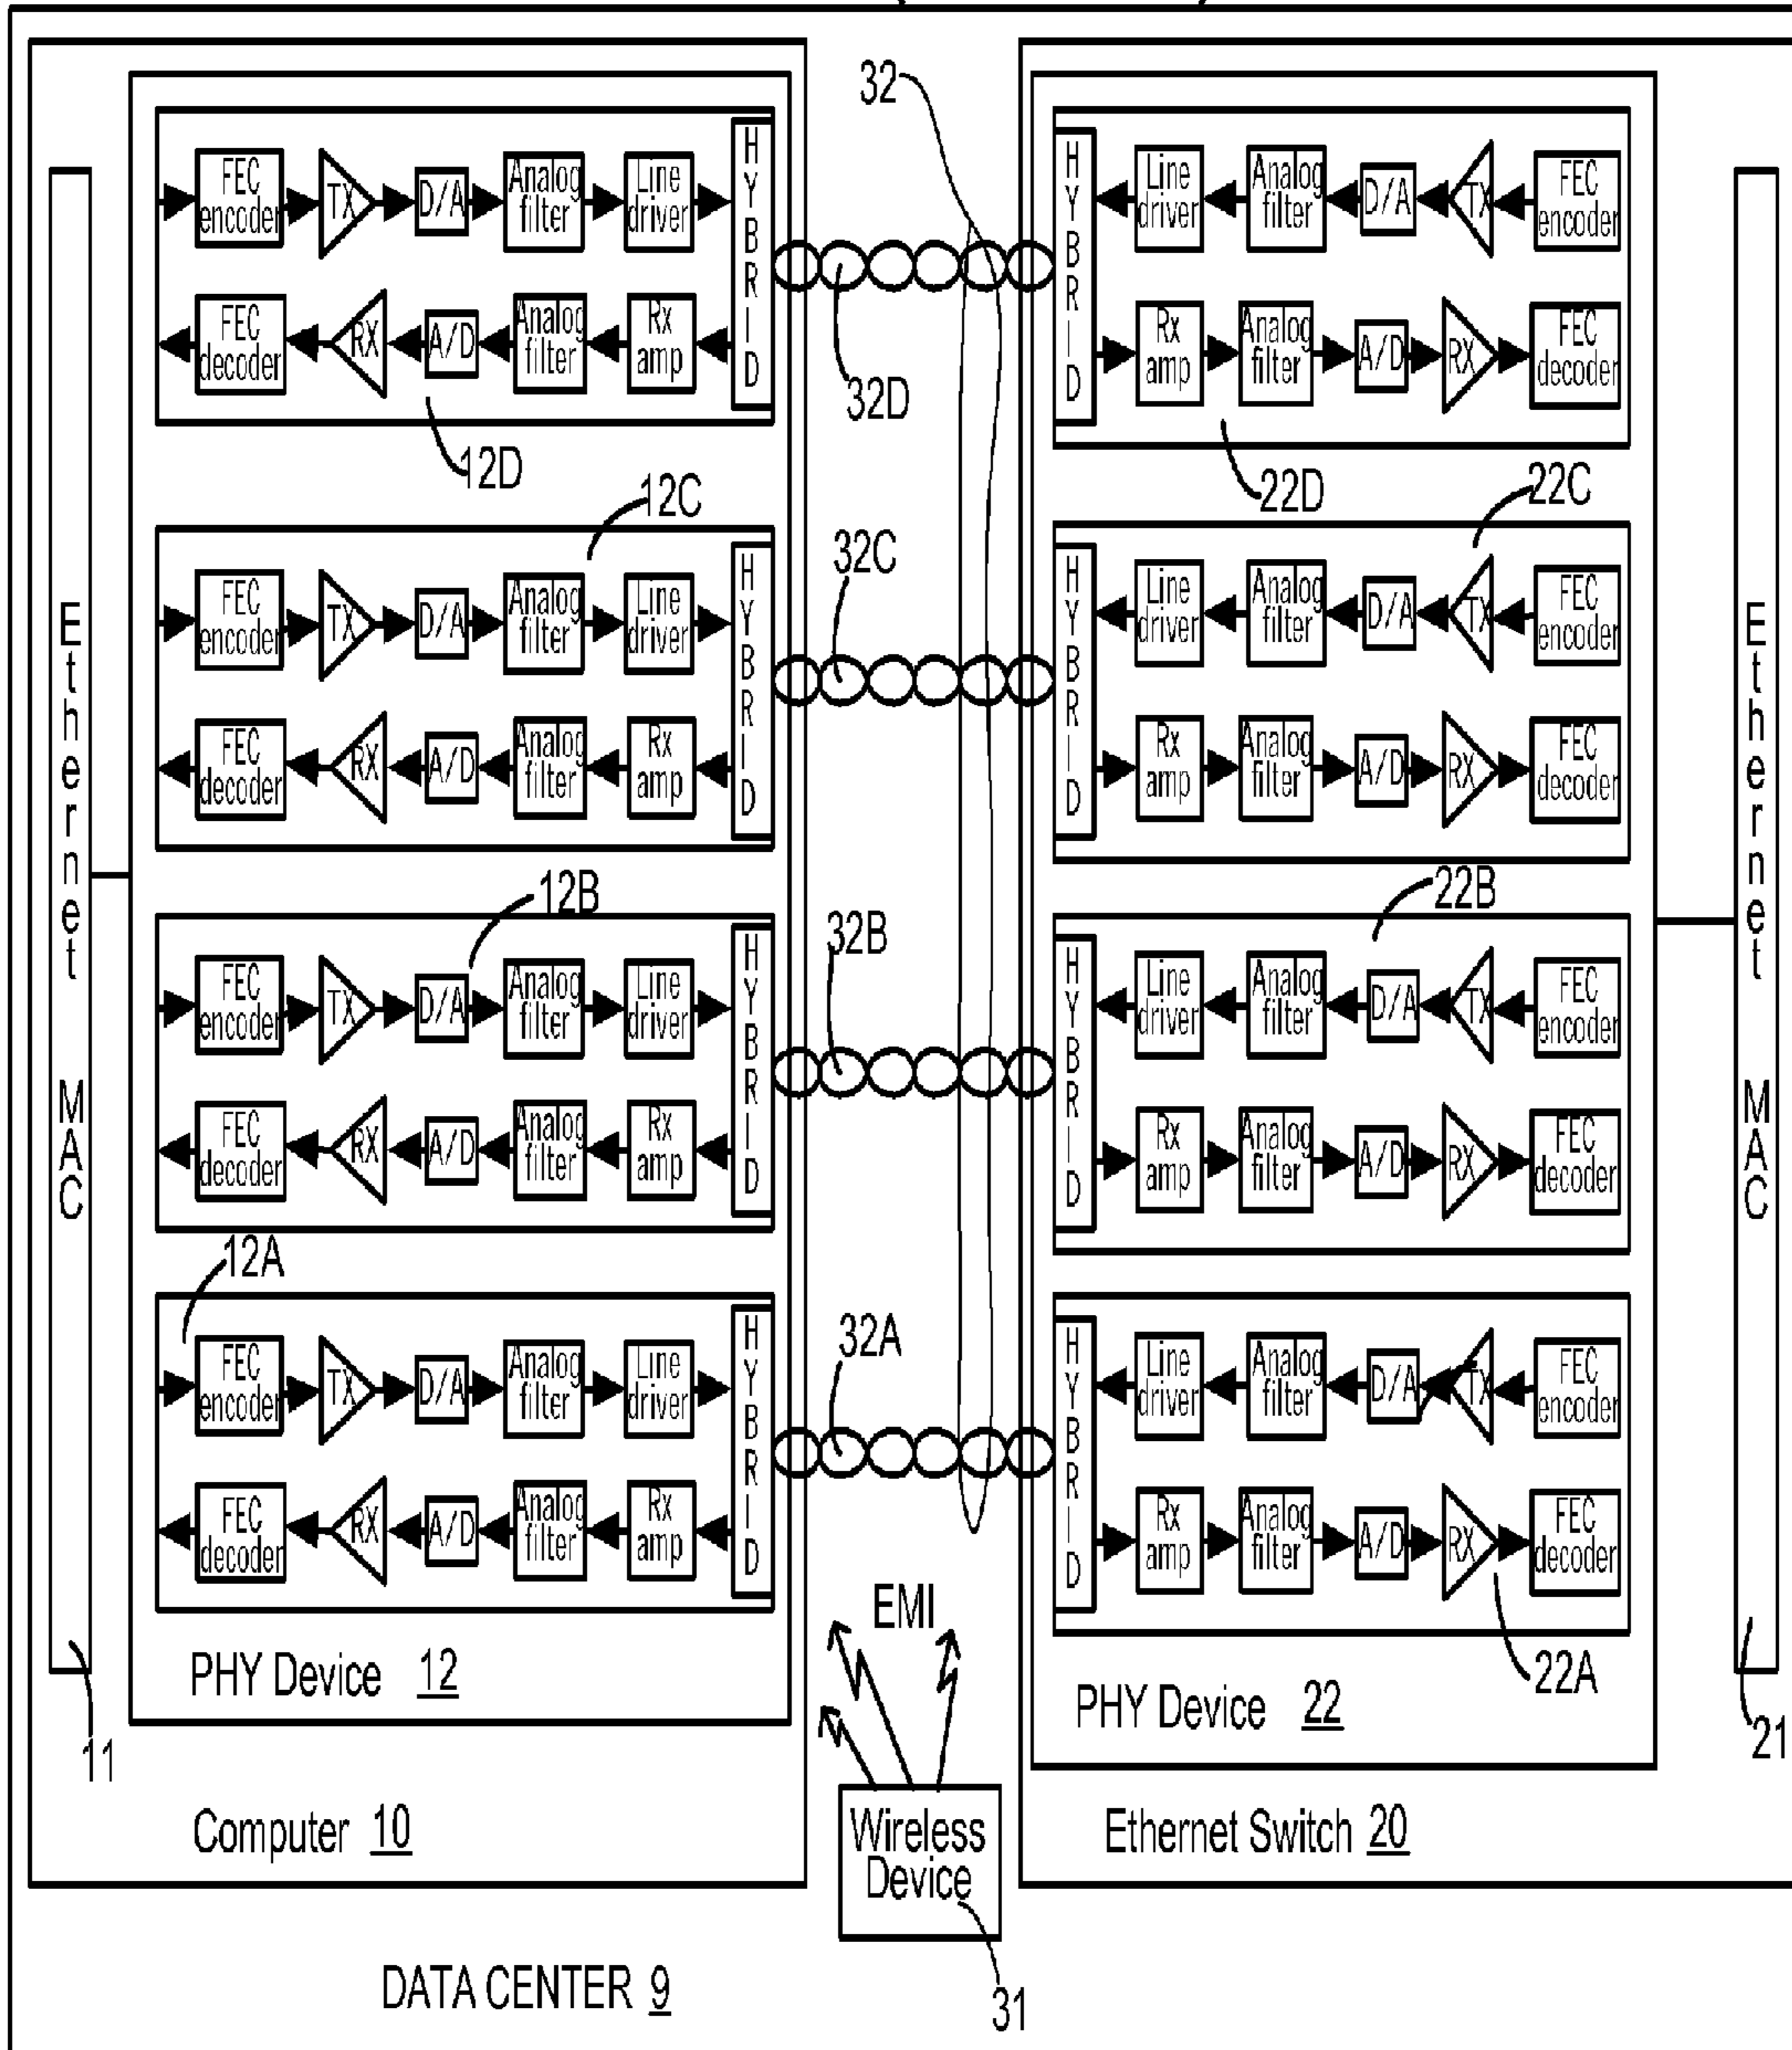 32
HYBRID
FEC
encoder
TX
D/A
Analog
filter
Line
driver
FEC
decoder
RX
A/D
Analog
filter
Rx
amp
12D
32D
HYBRID
Line
driver
Analog
filter
D/A
TX
FEC
encoder
Rx
amp
Analog
filter
A/D
RX
FEC
decoder
22D
12C
FEC
encoder
TX
D/A
Analog
filter
Line
driver
HYBRID
FEC
decoder
RX
A/D
Analog
filter
Rx
amp
32C
22C
HYBRID
Line
driver
Analog
filter
D/A
TX
FEC
encoder
Rx
amp
Analog
filter
A/D
RX
FEC
decoder
Ethernet MAC
Ethernet MAC
12B
FEC
encoder
TX
D/A
Analog
filter
Line
driver
HYBRID
FEC
decoder
RX
A/D
Analog
filter
Rx
amp
32B
22B
HYBRID
Line
driver
Analog
filter
D/A
TX
FEC
encoder
Rx
amp
Analog
filter
A/D
RX
FEC
decoder
12A
FEC
encoder
TX
D/A
Analog
filter
Line
driver
HYBRID
FEC
decoder
RX
A/D
Analog
filter
Rx
amp
32A
HYBRID
Line
driver
Analog
filter
D/A
TX
FEC
encoder
Rx
amp
Analog
filter
A/D
RX
FEC
decoder
22A
EMI
PHY Device 12
PHY Device 22
11
21
Computer 10
Wireless
Device
31
Ethernet Switch 20
DATA CENTER 9